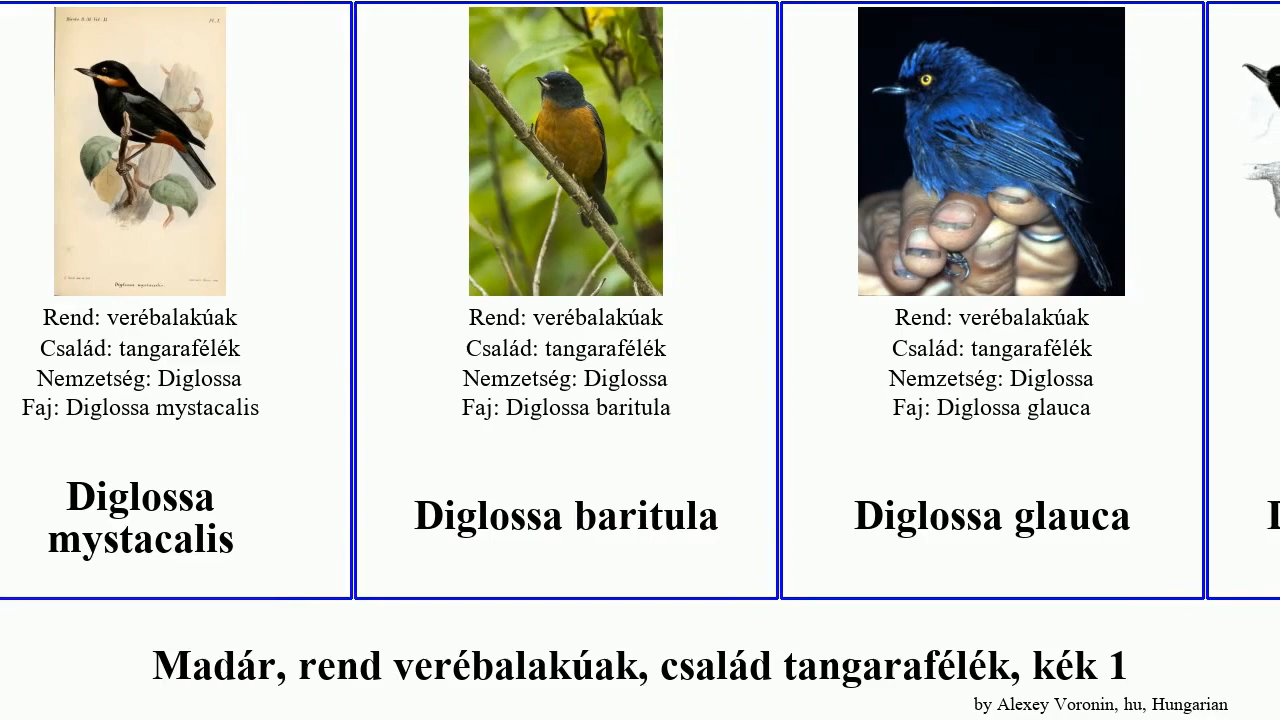 Rend: verébalakúak
Család: tangarafélék
Nemzetség: Diglossa
Faj: Diglossa mystacalis
Diglossa
mystacalis
Rend: verébalakúak
Család: tangarafélék
Nemzetség: Diglossa
Faj: Diglossa baritula
Diglossa baritula
Rend: verébalakúak
Család: tangarafélék
Nemzetség: Diglossa
Faj: Diglossa glauca
Diglossa glauca
Madár, rend verébalakúak, család tangarafélék, kék 1
by Alexey Voronin, hu, Hungarian